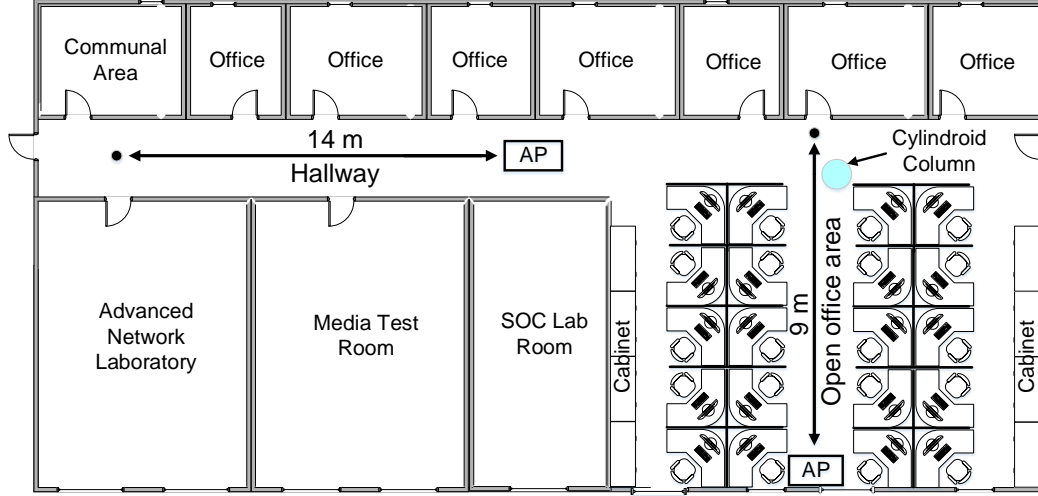 Communal
Area
Office
Office
Office
Office
Office
Office
Office
14 m
Hallway
AP
Cylindroid
Column
Advanced
Network
Laboratory
Media Test
Room
SOC Lab
Room
Cabinet
9 m
Open office area
Cabinet
AP